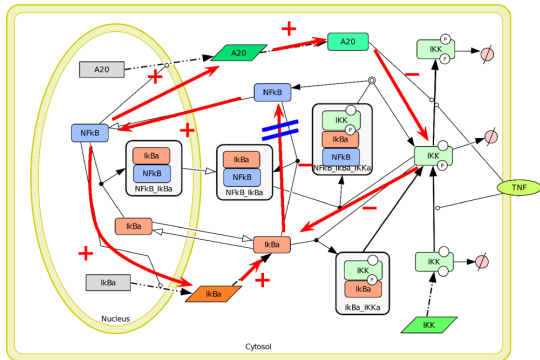 A20
A20
IKK
P
P
A20
+
+
−
NFkB
IKK
P
IkBa
NFkB
NFkB_IkBa_IKKa
NFkB
+
IkBa
NFkB
NFkB_IkBa
IkBa
NFkB
NFkB_IkBa
−
IKK
P
TNF
−
IkBa
IkBa
+
IKK
P
IkBa
IkBa_IKKa
IKK
IkBa
IkBa
+
Nucleus
IKK
Cytosol